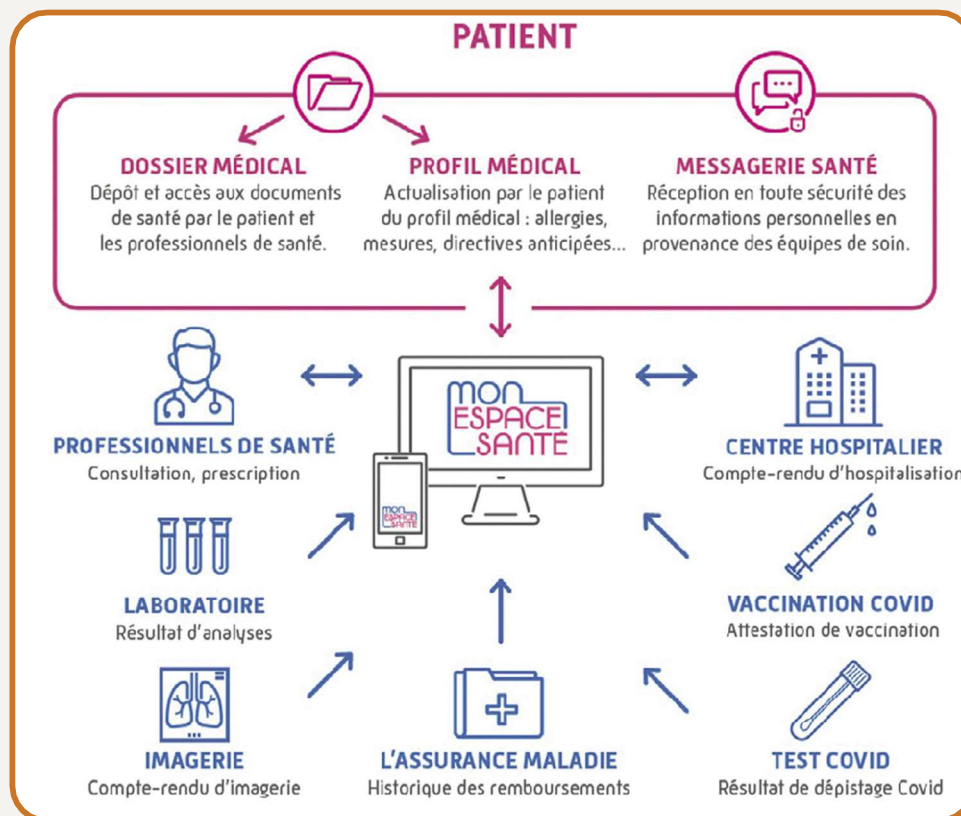 PATIENT
DOSSIER MÉDICAL
Dépôt et accès aux documents
de santé par le patient et
les professionnels de santé.
PROFIL MÉDICAL
Actualisation par le patient
du profil médical : allergies,
mesures, directives anticipées...
MESSAGERIE SANTÉ
Réception en toute sécurité des
informations personnelles en
provenance des équipes de soin.
mon
ESPACE
SANTÉ
mon
ESPACE
SANTÉ
PROFESSIONNELS DE SANTÉ
Consultation, prescription
CENTRE HOSPITALIER
Compte-rendu d'hospitalisation
LABORATOIRE
Résultat d'analyses
VACCINATION COVID
Attestation de vaccination
IMAGERIE
Compte-rendu d'imagerie
L'ASSURANCE MALADIE
Historique des remboursements
TEST COVID
Résultat de dépistage Covid